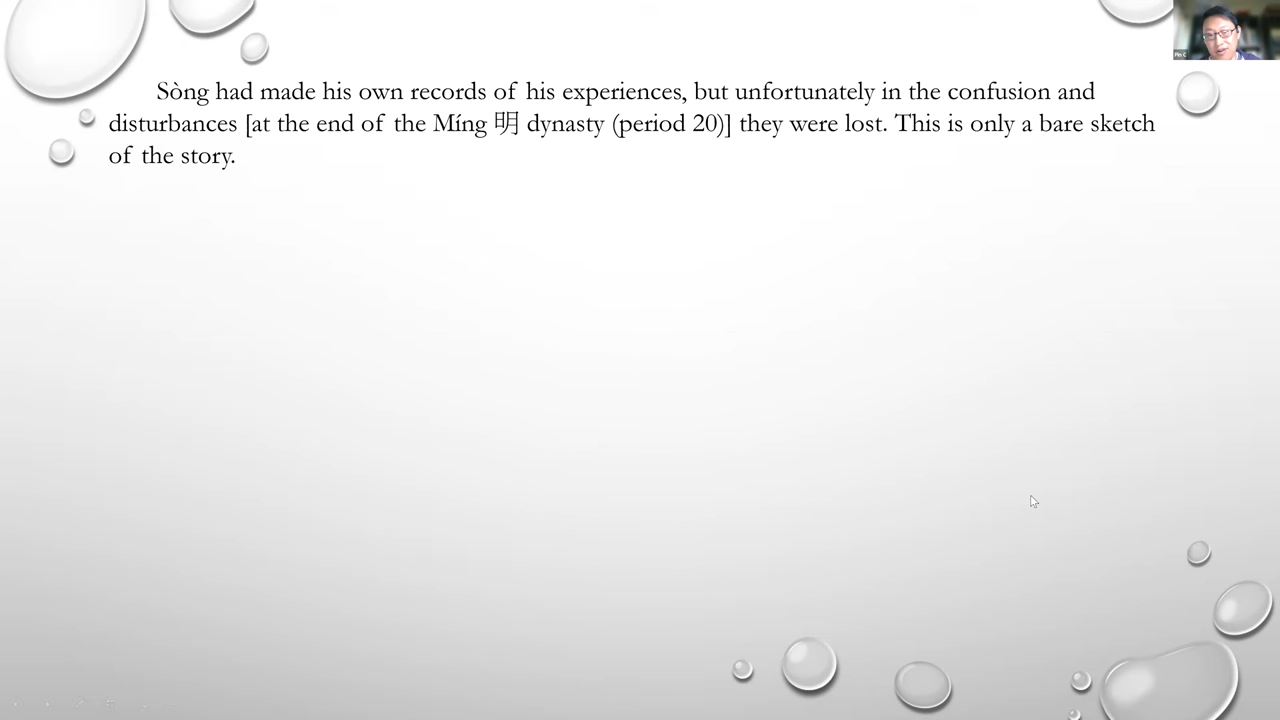 Sòng had made his own records of his experiences, but unfortunately in the confusion and
disturbances [at the end of the Míng 明 dynasty (period 20)] they were lost. This is only a bare sketch
of the story.